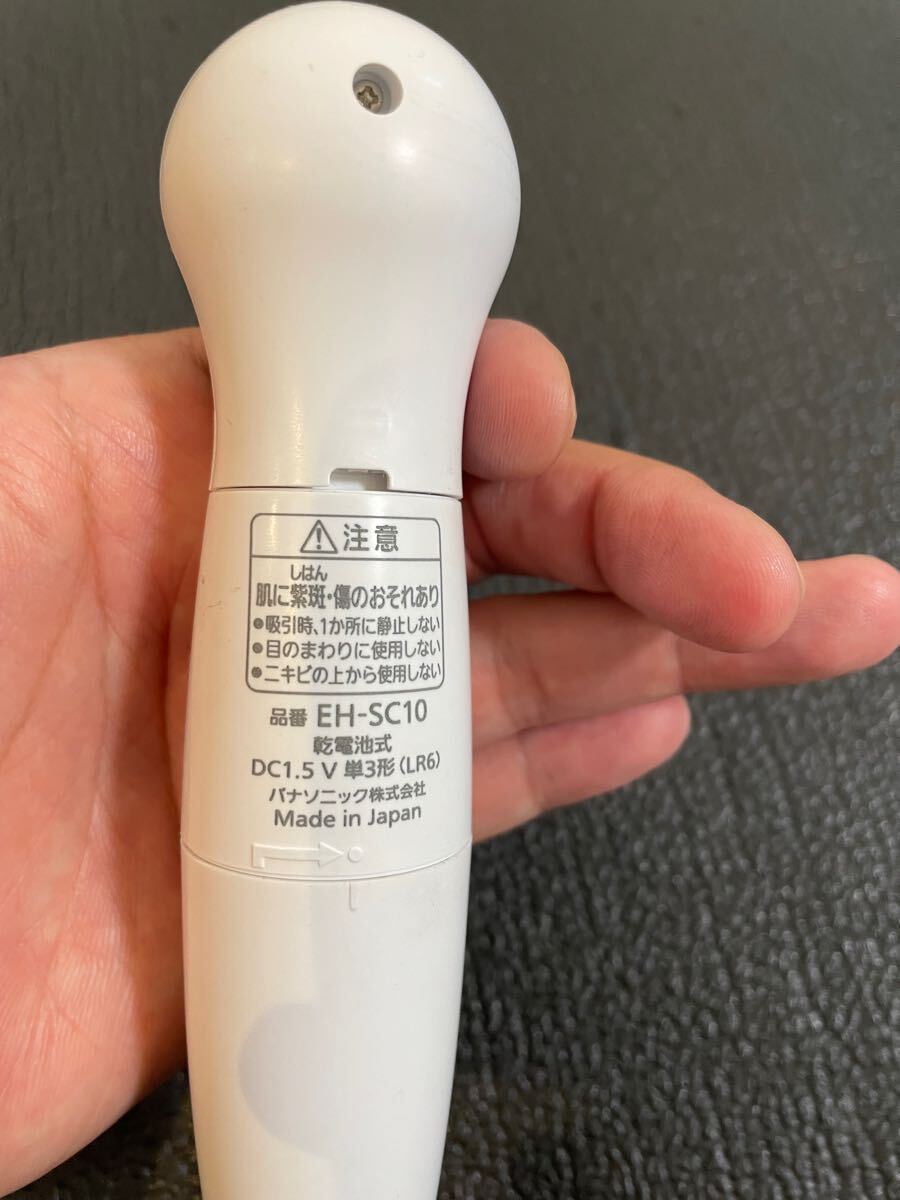 注意
しはん
肌に紫斑・傷のおそれあり
●吸引時、1か所に静止しない
●目のまわりに使用しない
●ニキビの上から使用しない
品番 EH-SC10
乾電池式
DC1.5 V 単3形(LR6)
パナソニック株式会社
Made in Japan